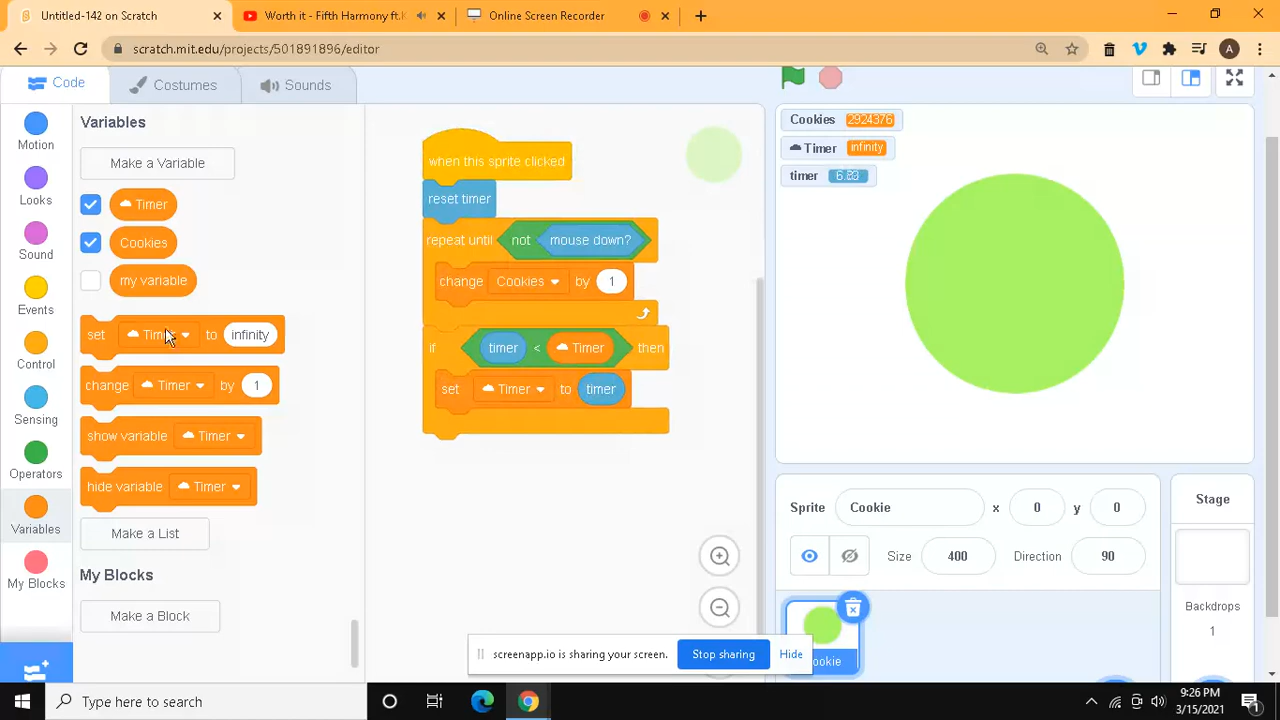 Untitled-142 on Scratch
Worth it - Fifth Harmony ft.K
Online Screen Recorder
scratch.mit.edu/projects/501891896/editor
A
Code
Costumes
Sounds
Motion
Looks
Sound
Events
Control
Sensing
Operators
Variables
My Blocks
Variables
Make a Variable
Timer
Cookies
my variable
set Timer to infinity
change Timer by 1
show variable Timer
hide variable Timer
Make a List
My Blocks
Make a Block
when this sprite clicked
reset timer
repeat until not mouse down?
change Cookies by 1
if timer < Timer then
set Timer to timer
Cookies 2924376
Timer infinity
timer 6.83
Sprite Cookie x 0 y 0
Size 400 Direction 90
Stage
Backdrops
1
ookie
screenapp.io is sharing your screen.
Stop sharing
Hide
Type here to search
9:26 PM
3/15/2021
1